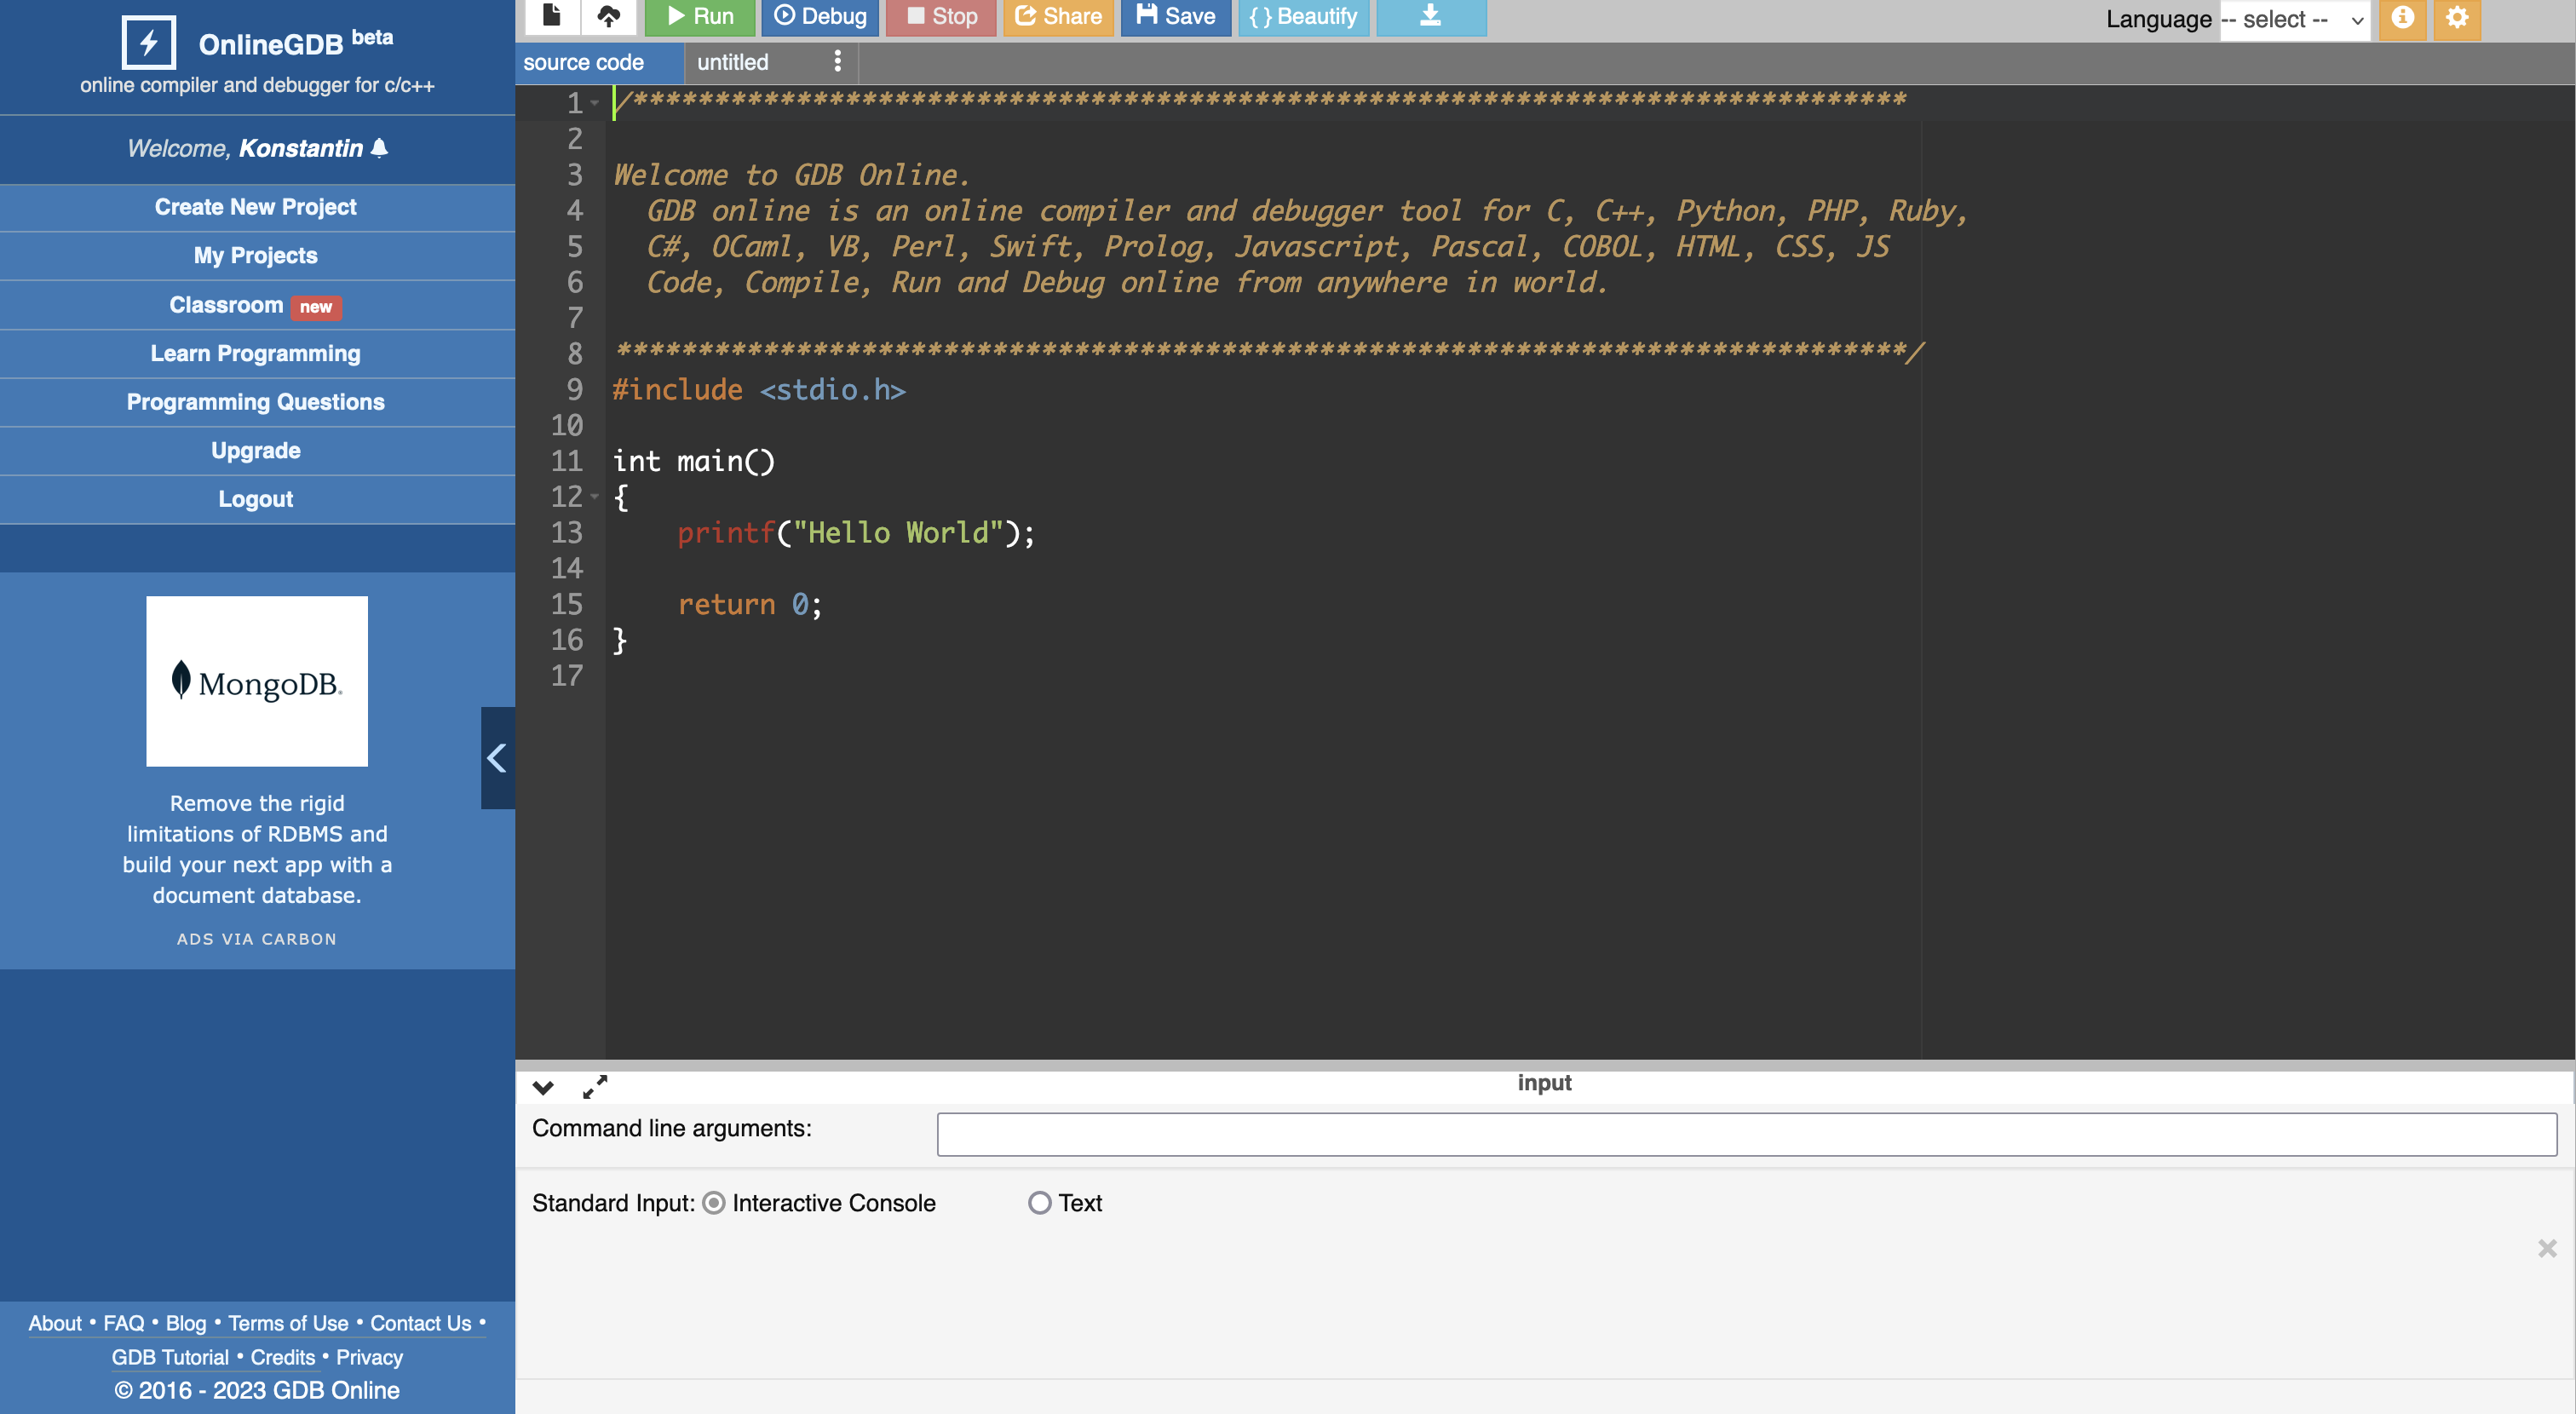 OnlineGDB beta
online compiler and debugger for c/c++
Welcome, Konstantin
Create New Project
My Projects
Classroom new
Learn Programming
Programming Questions
Upgrade
Logout
MongoDB.
Remove the rigid
limitations of RDBMS and
build your next app with a
document database.
ADS VIA CARBON
About • FAQ • Blog • Terms of Use • Contact Us •
GDB Tutorial • Credits • Privacy
© 2016 - 2023 GDB Online
Run Debug Stop Share Save { } Beautify Language -- select --
source code untitled
1 /******************************************************************************
2
3 Welcome to GDB Online.
4   GDB online is an online compiler and debugger tool for C, C++, Python, PHP, Ruby,
5   C#, OCaml, VB, Perl, Swift, Prolog, Javascript, Pascal, COBOL, HTML, CSS, JS
6   Code, Compile, Run and Debug online from anywhere in world.
7
8 *******************************************************************************/
9 #include <stdio.h>
10
11 int main()
12 {
13     printf("Hello World");
14
15     return 0;
16 }
17
input
Command line arguments:
Standard Input: Interactive Console Text